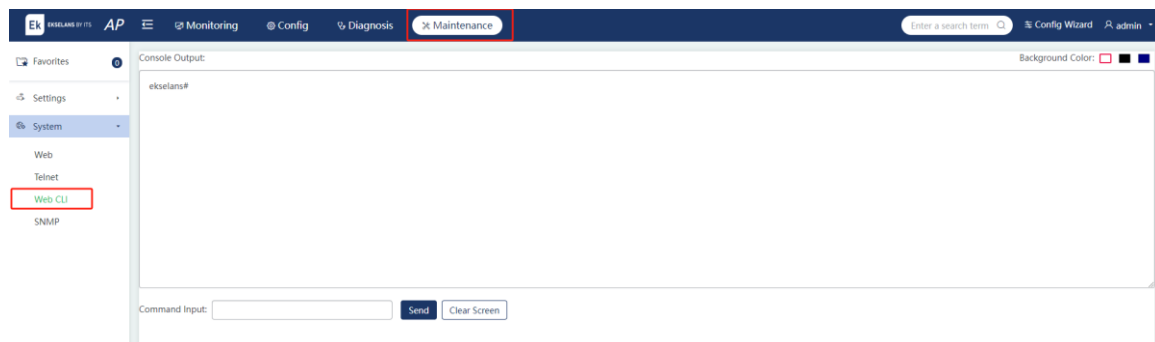 Ek EKSELANS BY ITS AP Monitoring Config Diagnosis Maintenance Enter a search term Config Wizard admin
Favorites 0
Console Output: Background Color:
ekselans#
Settings
System
Web
Telnet
Web CLI
SNMP
Command Input: Send Clear Screen